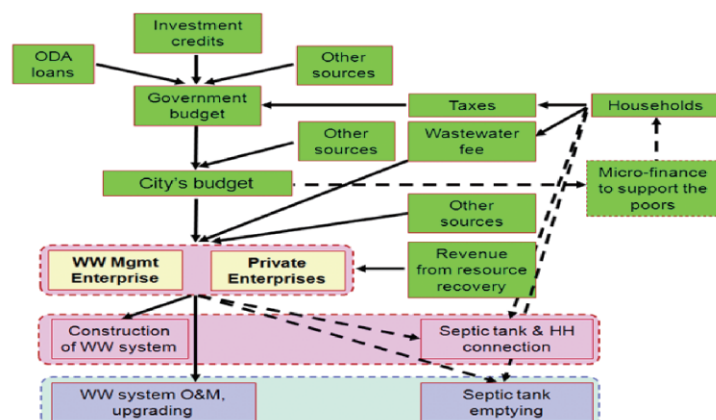 Investment
credits
ODA
loans
Other
sources
Government
budget
Taxes
Households
Other
sources
Wastewater
fee
City's budget
Micro-finance
to support the
poors
Other
sources
WW Mgmt
Enterprise
Private
Enterprises
Revenue
from resource
recovery
Construction
of WW system
Septic tank & HH
connection
WW system O&M,
upgrading
Septic tank
emptying